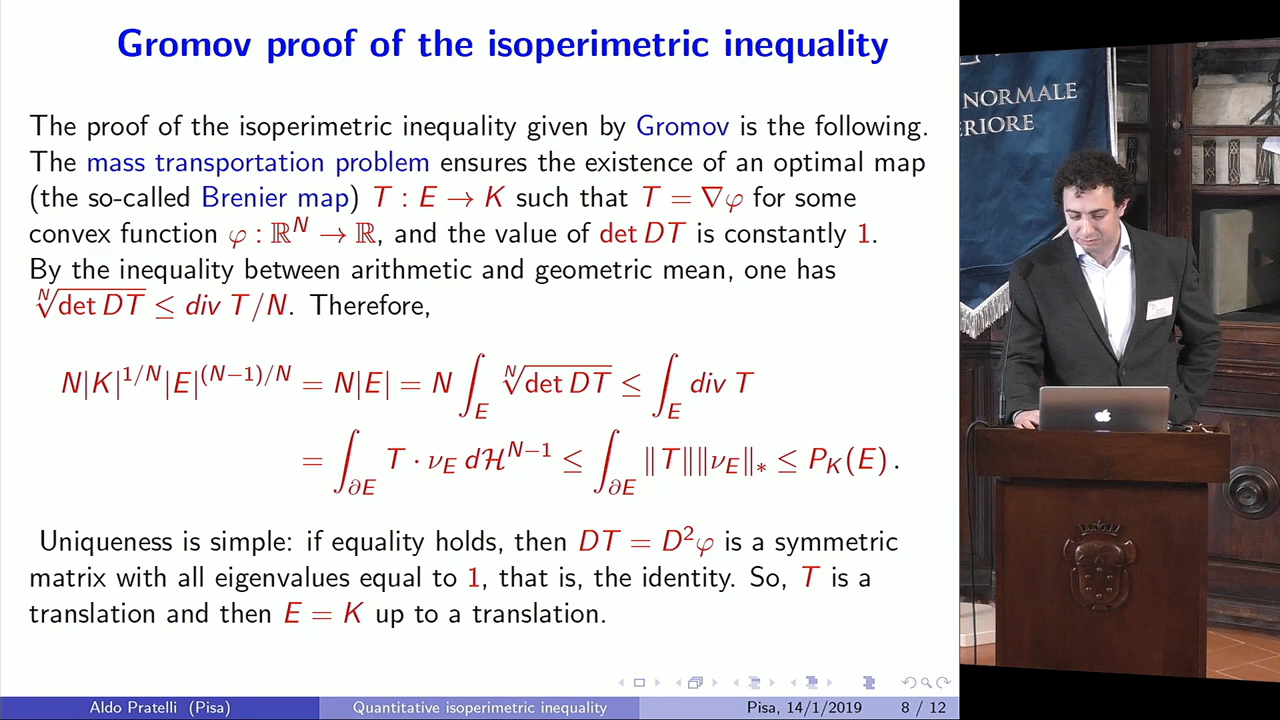 Gromov proof of the isoperimetric inequality
The proof of the isoperimetric inequality given by Gromov is the following.
The mass transportation problem ensures the existence of an optimal map
(the so-called Brenier map) T : E → K such that T = ∇φ for some
convex function φ : ℝ^N → ℝ, and the value of det DT is constantly 1.
By the inequality between arithmetic and geometric mean, one has
\sqrt[N]{det DT} ≤ div T/N. Therefore,
N|K|^{1/N}|E|^{(N−1)/N} = N|E| = N ∫_E \sqrt[N]{det DT} ≤ ∫_E div T
= ∫_{∂E} T · ν_E dℋ^{N−1} ≤ ∫_{∂E} ‖T‖‖ν_E‖_* ≤ P_K(E) .
Uniqueness is simple: if equality holds, then DT = D²φ is a symmetric
matrix with all eigenvalues equal to 1, that is, the identity. So, T is a
translation and then E = K up to a translation.
Aldo Pratelli (Pisa) Quantitative isoperimetric inequality Pisa, 14/1/2019 8 / 12
NORMALE
ERIORE